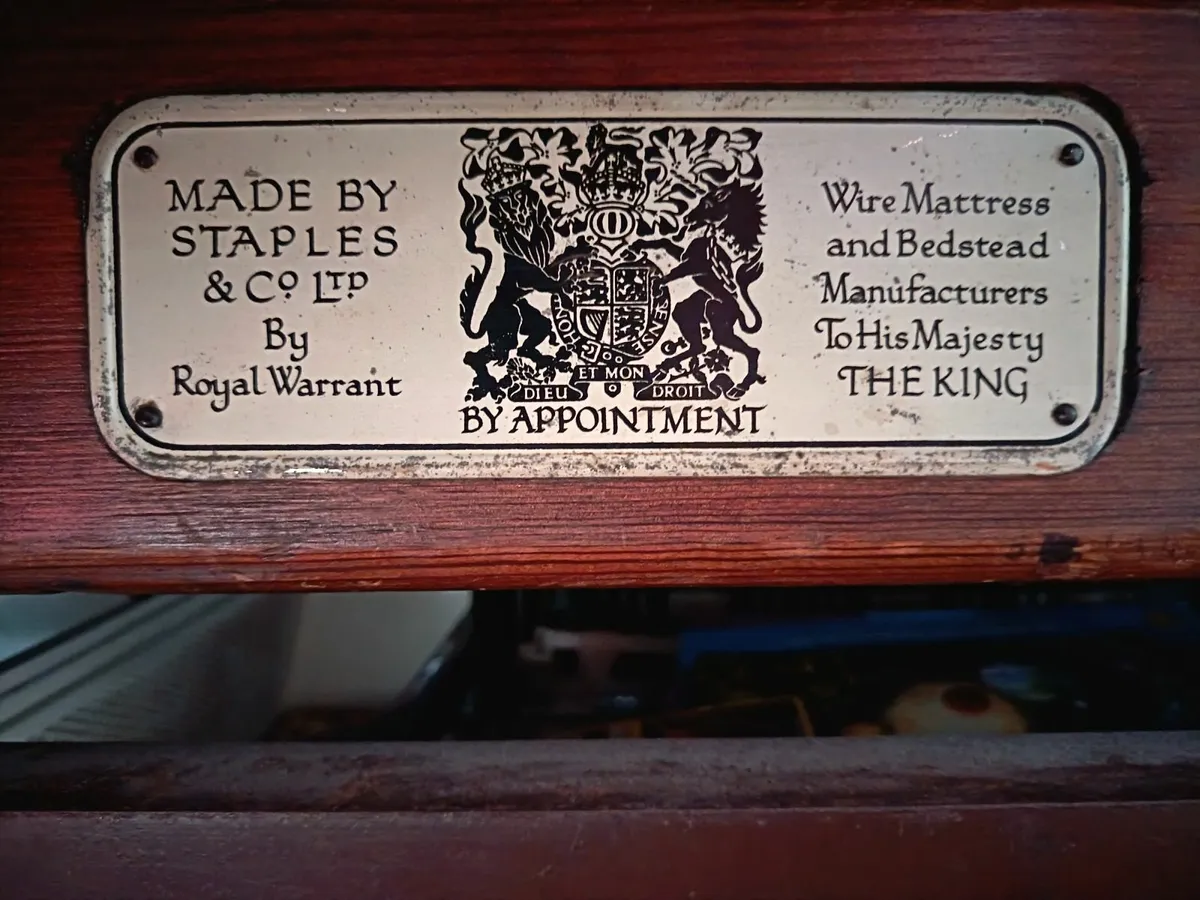 MADE BY
STAPLES
& Co LTD
By
Royal Warrant
SENSE
ET MON
DIEU DROIT
BY APPOINTMENT
Wire Mattress
and Bedstead
Manufacturers
To His Majesty
THE KING